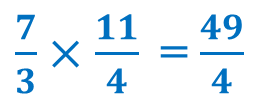 7/3 × 11/4 = 49/4